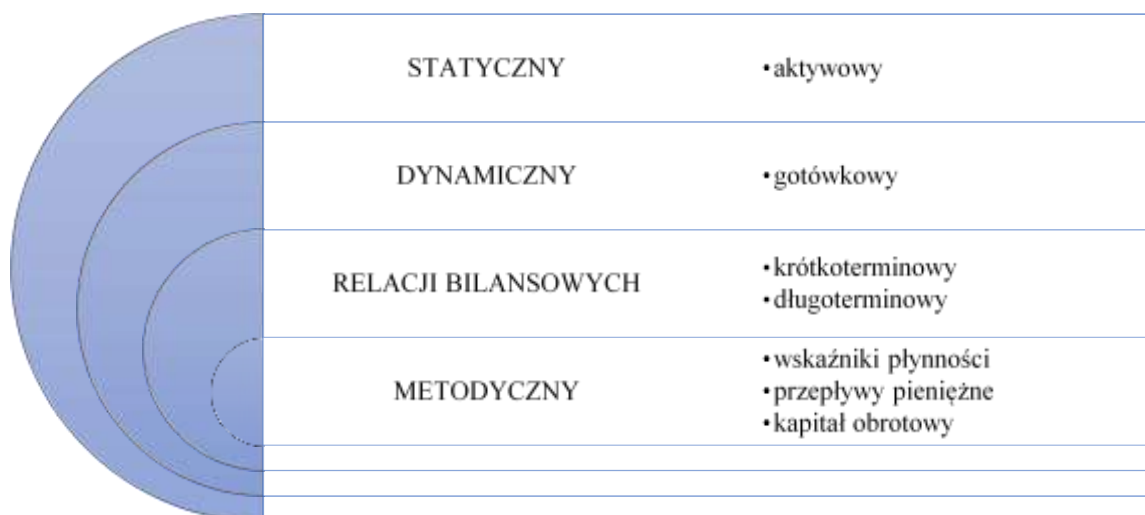 STATYCZNY
•aktywowy
DYNAMICZNY
•gotówkowy
RELACJI BILANSOWYCH
•krótkoterminowy
•długoterminowy
METODYCZNY
•wskaźniki płynności
•przepływy pieniężne
•kapitał obrotowy